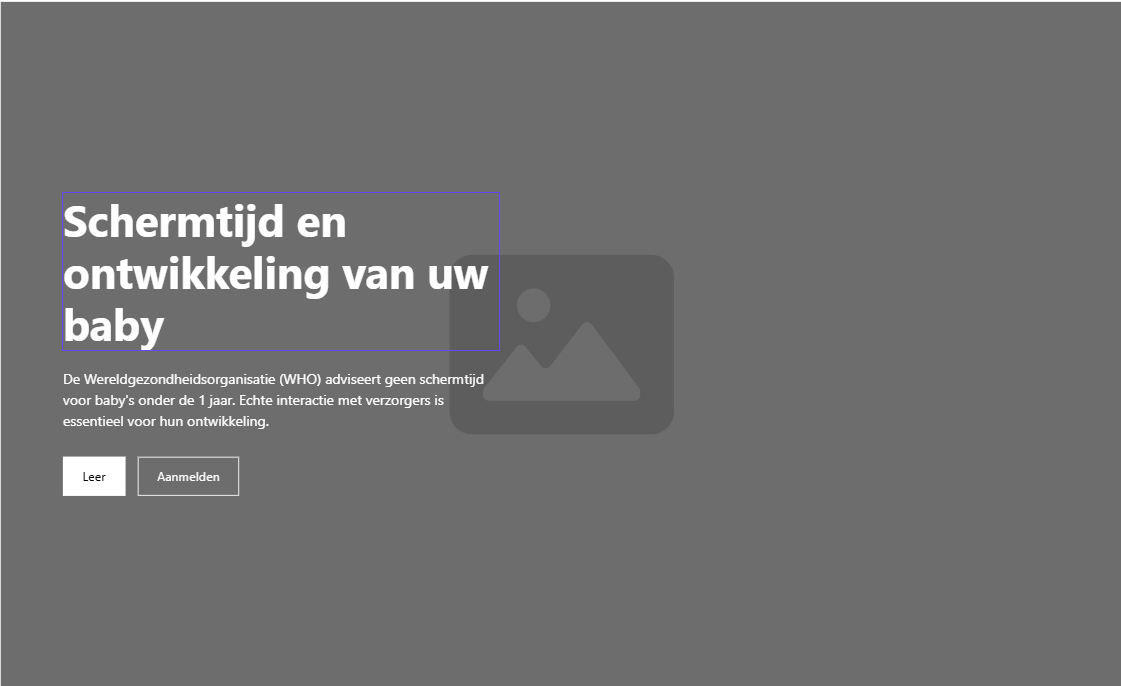 Schermtijd en
ontwikkeling van uw
baby
De Wereldgezondheidsorganisatie (WHO) adviseert geen schermtijd
voor baby's onder de 1 jaar. Echte interactie met verzorgers is
essentieel voor hun ontwikkeling.
Leer
Aanmelden